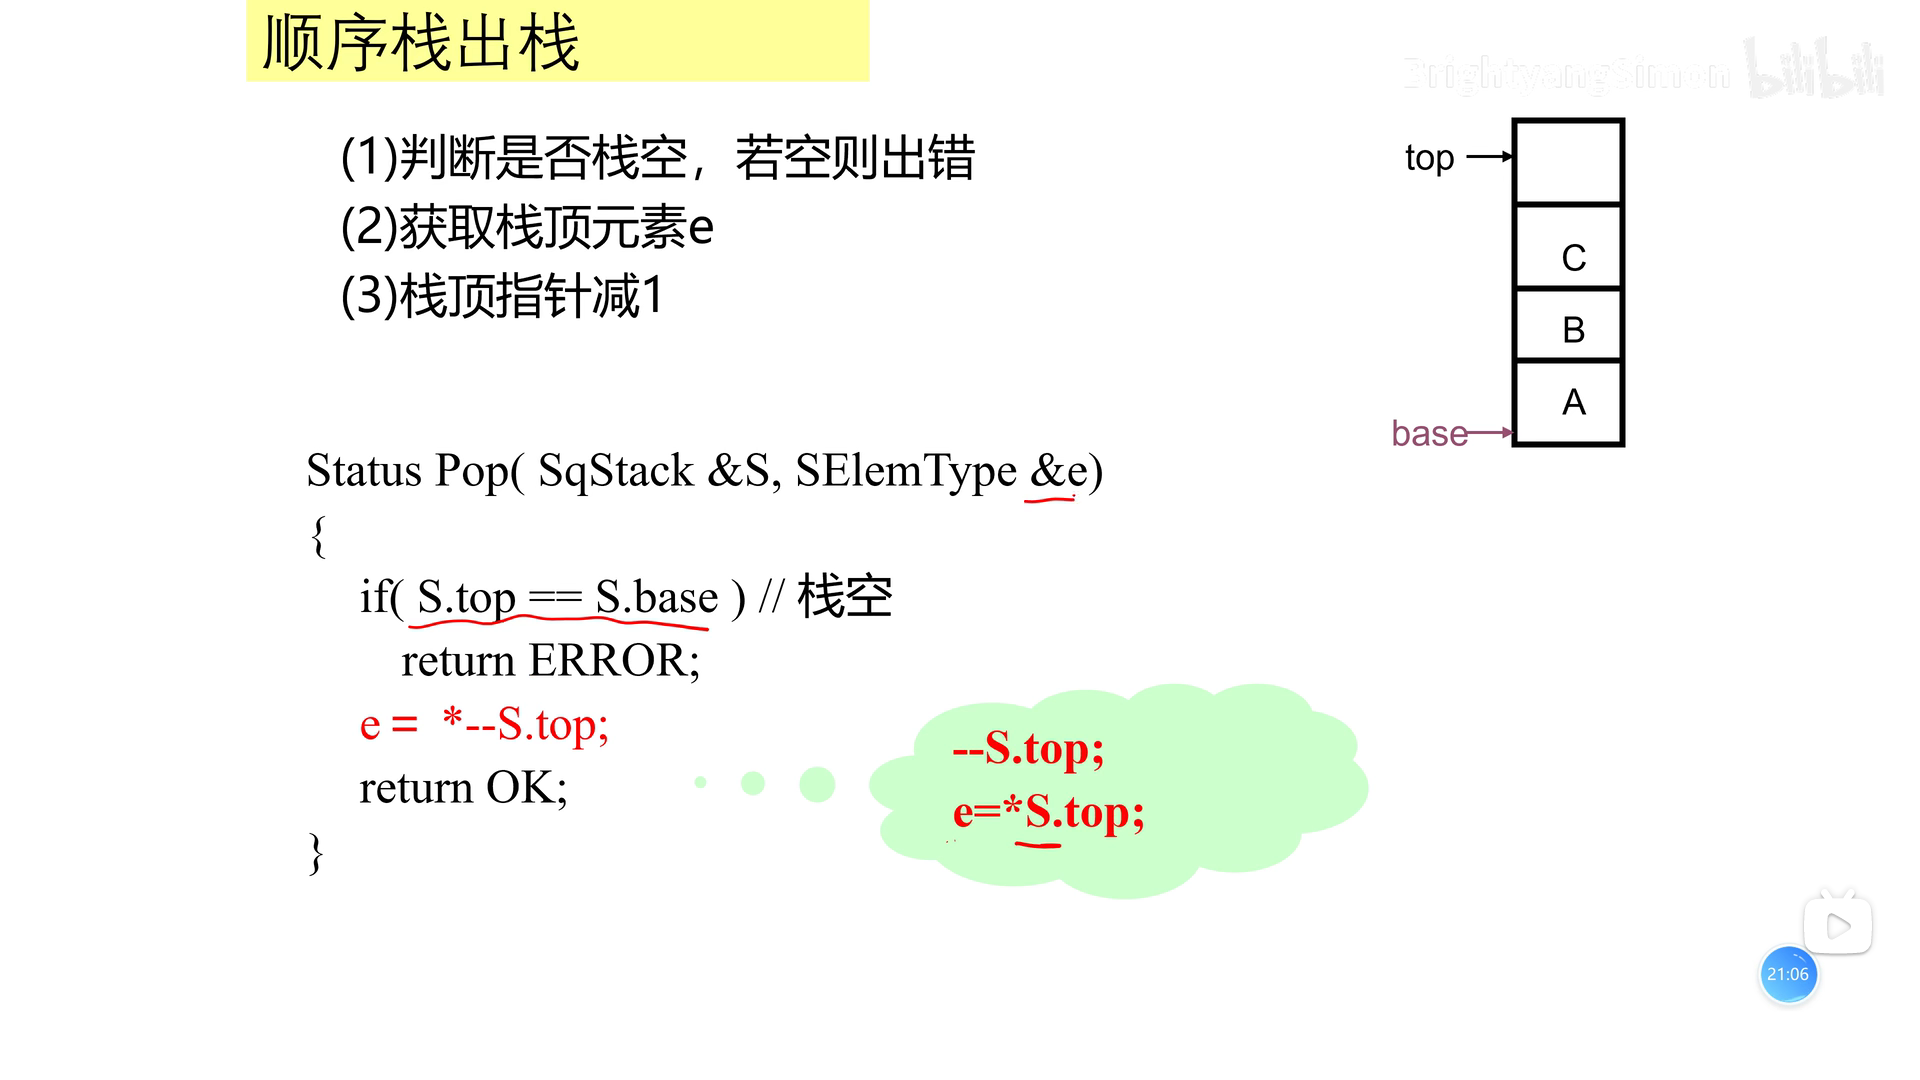 顺序栈出栈
BrightyangSimon bilibili
(1)判断是否栈空，若空则出错
(2)获取栈顶元素e
(3)栈顶指针减1
top
C
B
A
base
Status Pop( SqStack &S, SElemType &e)
{
if( S.top == S.base ) // 栈空
return ERROR;
e = *--S.top;
return OK;
}
--S.top;
e=*S.top;
21:06